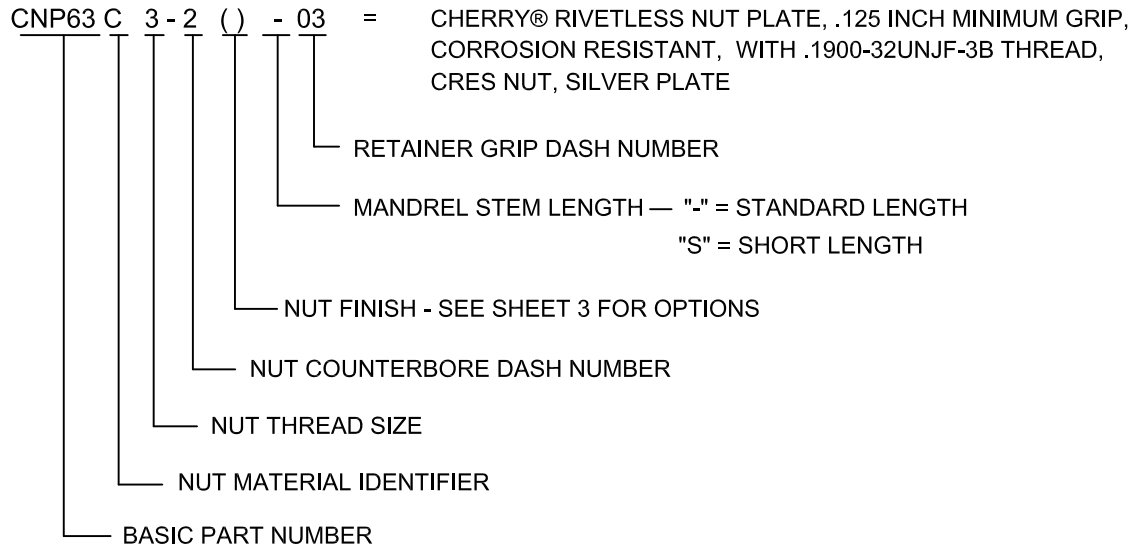 CNP63 C 3 - 2 ( ) - 03 = CHERRY® RIVETLESS NUT PLATE, .125 INCH MINIMUM GRIP,
CORROSION RESISTANT, WITH .1900-32UNJF-3B THREAD,
CRES NUT, SILVER PLATE
RETAINER GRIP DASH NUMBER
MANDREL STEM LENGTH — "-" = STANDARD LENGTH
"S" = SHORT LENGTH
NUT FINISH - SEE SHEET 3 FOR OPTIONS
NUT COUNTERBORE DASH NUMBER
NUT THREAD SIZE
NUT MATERIAL IDENTIFIER
BASIC PART NUMBER